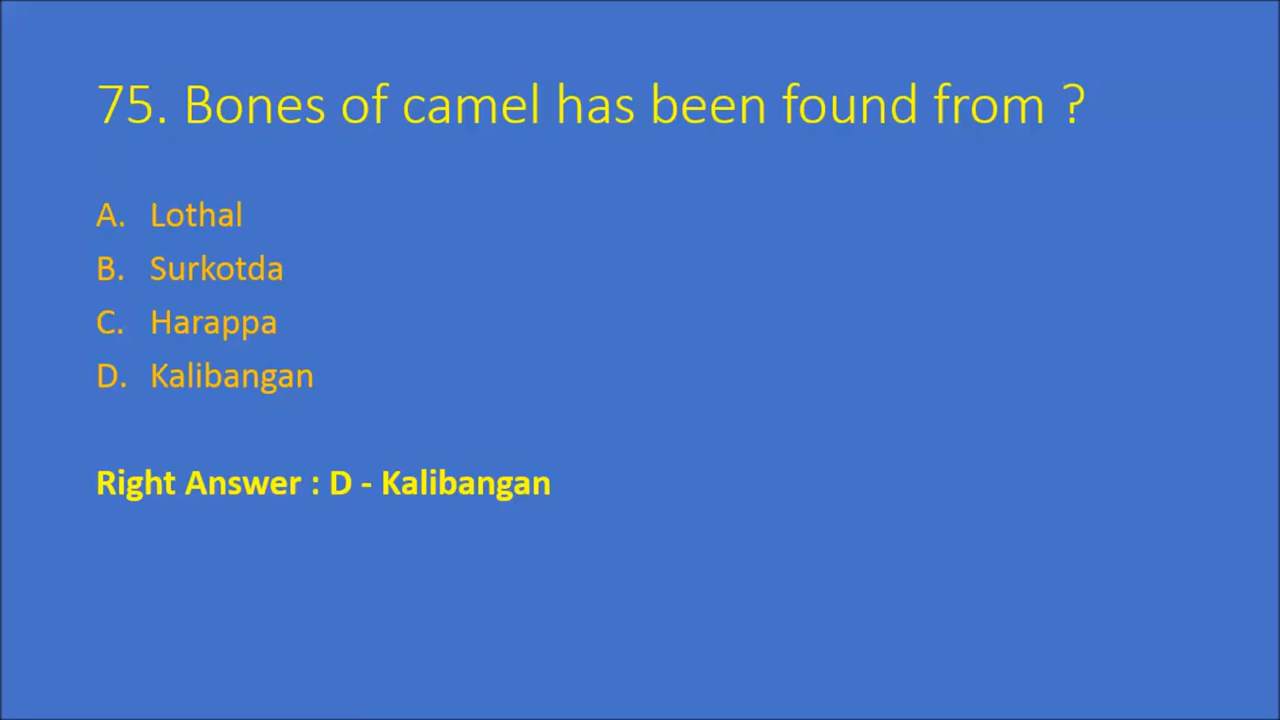 75. Bones of camel has been found from ?
A. Lothal
B. Surkotda
C. Harappa
D. Kalibangan
Right Answer : D - Kalibangan